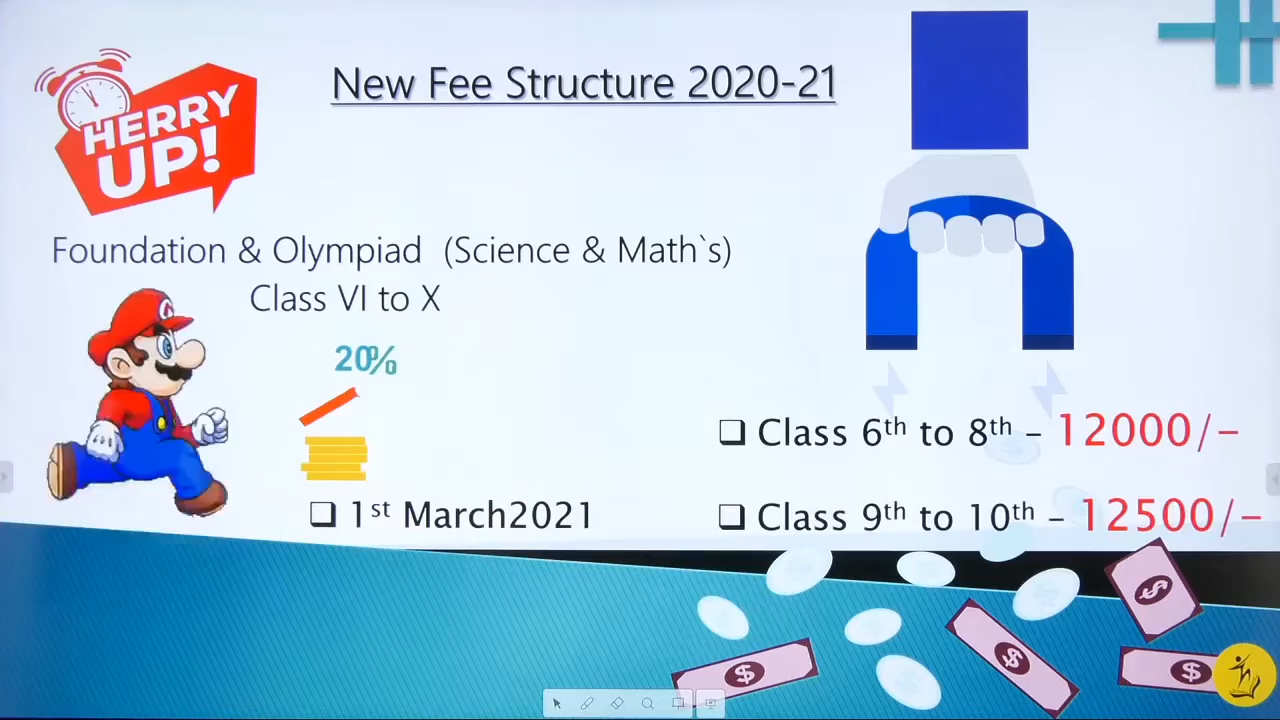 New Fee Structure 2020-21
HERRY
UP!
Foundation & Olympiad (Science & Math`s)
Class VI to X
20%
❑ Class 6th to 8th – 12000/–
❑ 1st March2021
❑ Class 9th to 10th – 12500/–